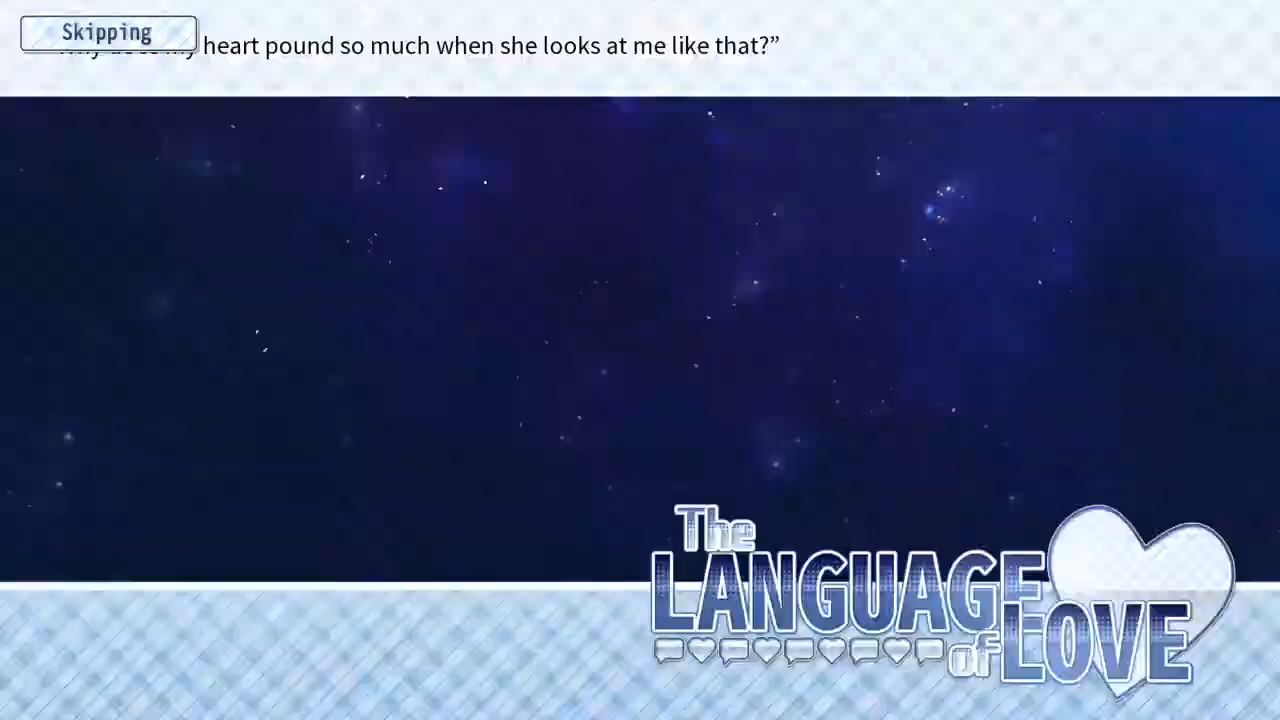 Skipping
heart pound so much when she looks at me like that?”
The
LANGUAGE
of LOVE